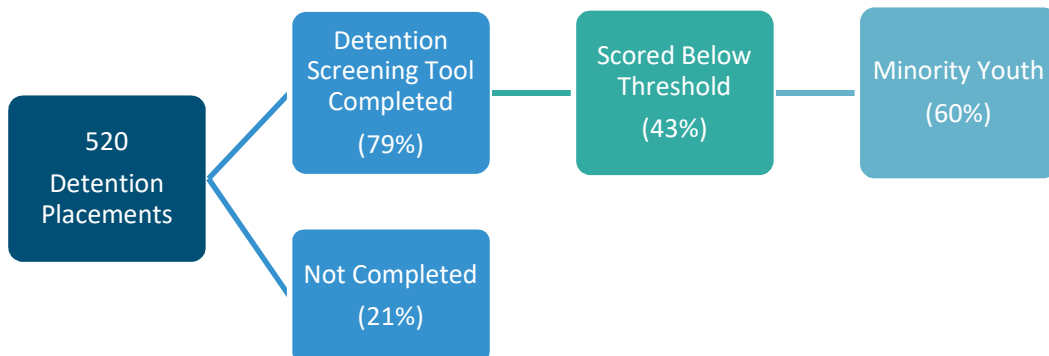 520
Detention
Placements
Detention
Screening Tool
Completed
(79%)
Not Completed
(21%)
Scored Below
Threshold
(43%)
Minority Youth
(60%)